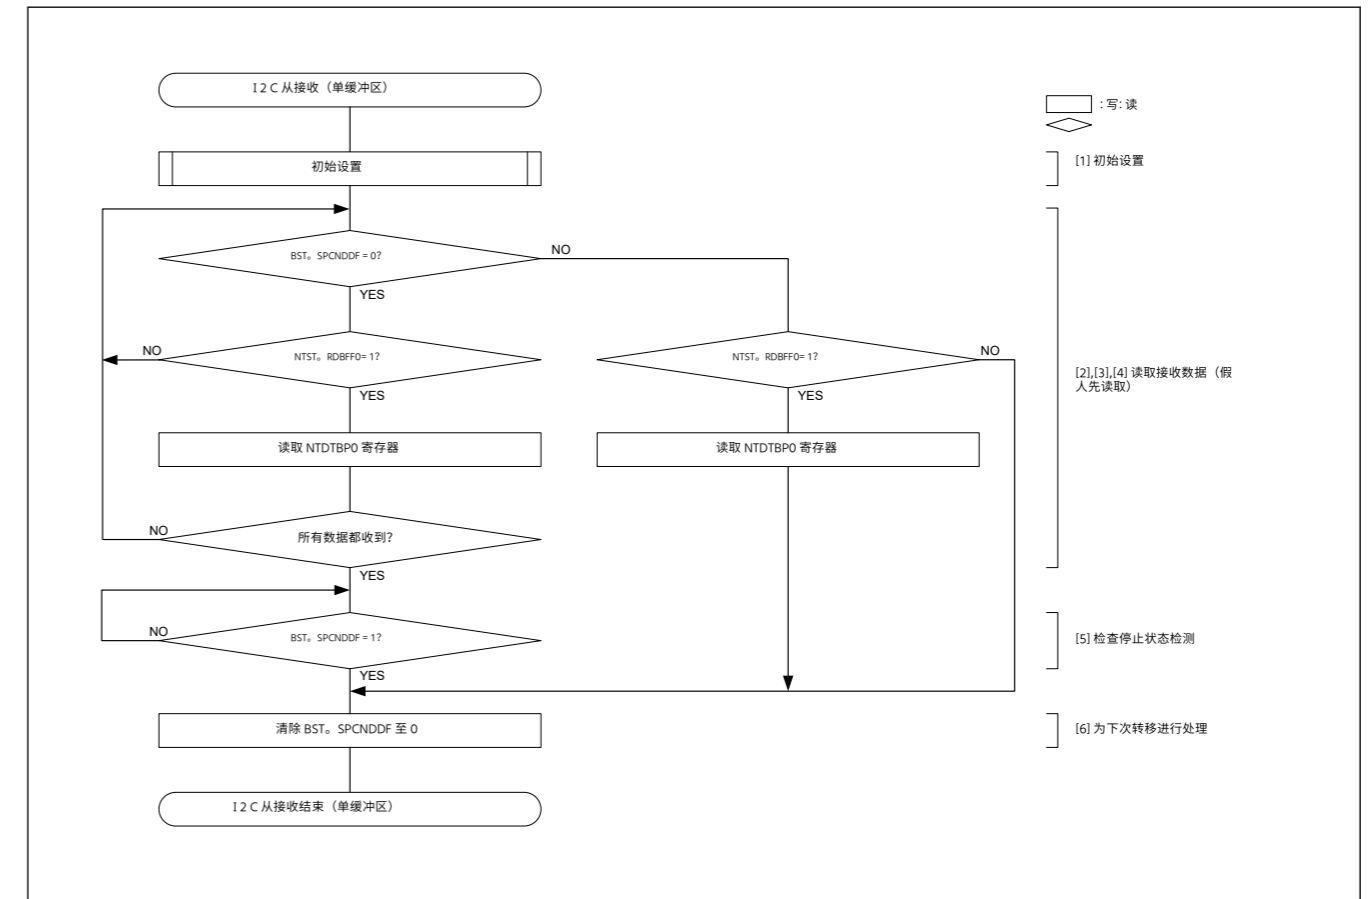 I 2 C 从接收（单缓冲区）
: 写: 读
初始设置
[1] 初始设置
BST。SPCNDDF = 0?
NO
YES
NTST。RDBFF0= 1?
NO
YES
NTST。RDBFF0= 1?
NO
YES
[2],[3],[4] 读取接收数据（假
人先读取）
读取 NTDTBP0 寄存器
读取 NTDTBP0 寄存器
所有数据都收到?
NO
YES
BST。SPCNDDF = 1?
NO
YES
[5] 检查停止状态检测
清除 BST。SPCNDDF 至 0
[6] 为下次转移进行处理
I 2 C 从接收结束（单缓冲区）